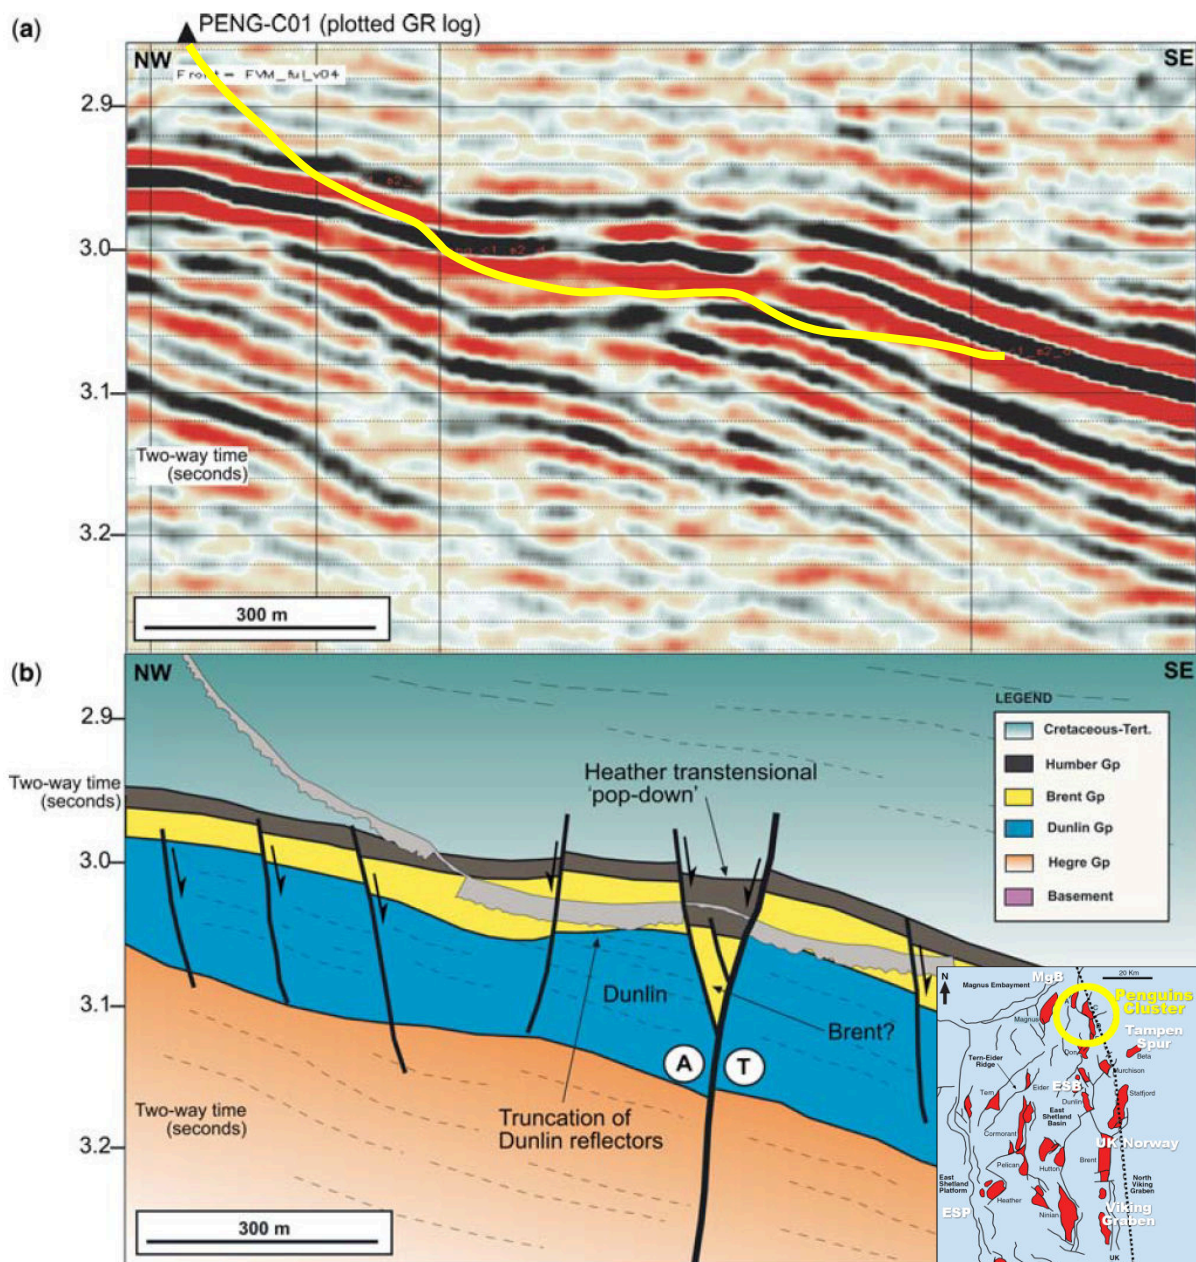 (a)
PENG-C01 (plotted GR log)
NW
SE
2.9
3.0
3.1
Two-way time
(seconds)
3.2
300 m
(b)
NW
SE
LEGEND
Cretaceous-Tert.
Humber Gp
Brent Gp
Dunlin Gp
Hegre Gp
Basement
2.9
Two-way time
(seconds)
Heather transtensional
'pop-down'
3.0
Dunlin
3.1
Brent?
A
T
Two-way time
(seconds)
Truncation of
Dunlin reflectors
3.2
300 m
N
MgB
20 Km
Magnus Embayment
Penguins
Cluster
Magnus
Tampen
Spur
Don
Beta
Tern-Eider
Ridge
Murchison
Eider
ESB
Tern
Dunlin
Statfjord
East
Shetland
Basin
Cormorant
UK Norway
Pelican
Hutton
Brent
East
Shetland
Platform
North
Viking
Graben
Heather
ESP
Ninian
Viking
Graben
UK